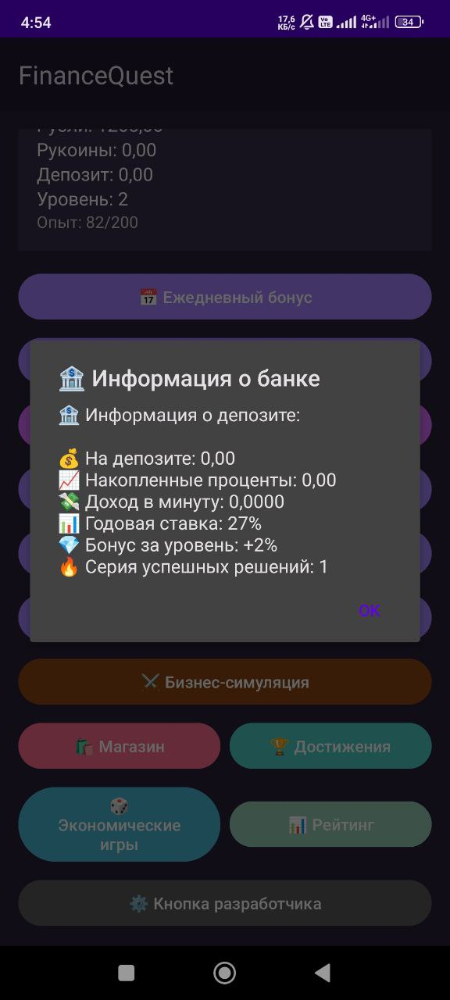 4:54
17,6
КБ/с
Vo
LTE
4G+
34
FinanceQuest
Рукоины: 0,00
Депозит: 0,00
Уровень: 2
Опыт: 82/200
📅 Ежедневный бонус
🏦 Информация о банке
🏦 Информация о депозите:
💰 На депозите: 0,00
📈 Накопленные проценты: 0,00
💸 Доход в минуту: 0,0000
📊 Годовая ставка: 27%
💎 Бонус за уровень: +2%
🔥 Серия успешных решений: 1
ОК
⚔️ Бизнес-симуляция
🛍️ Магазин
🏆 Достижения
🎲
Экономические
игры
📊 Рейтинг
⚙️ Кнопка разработчика